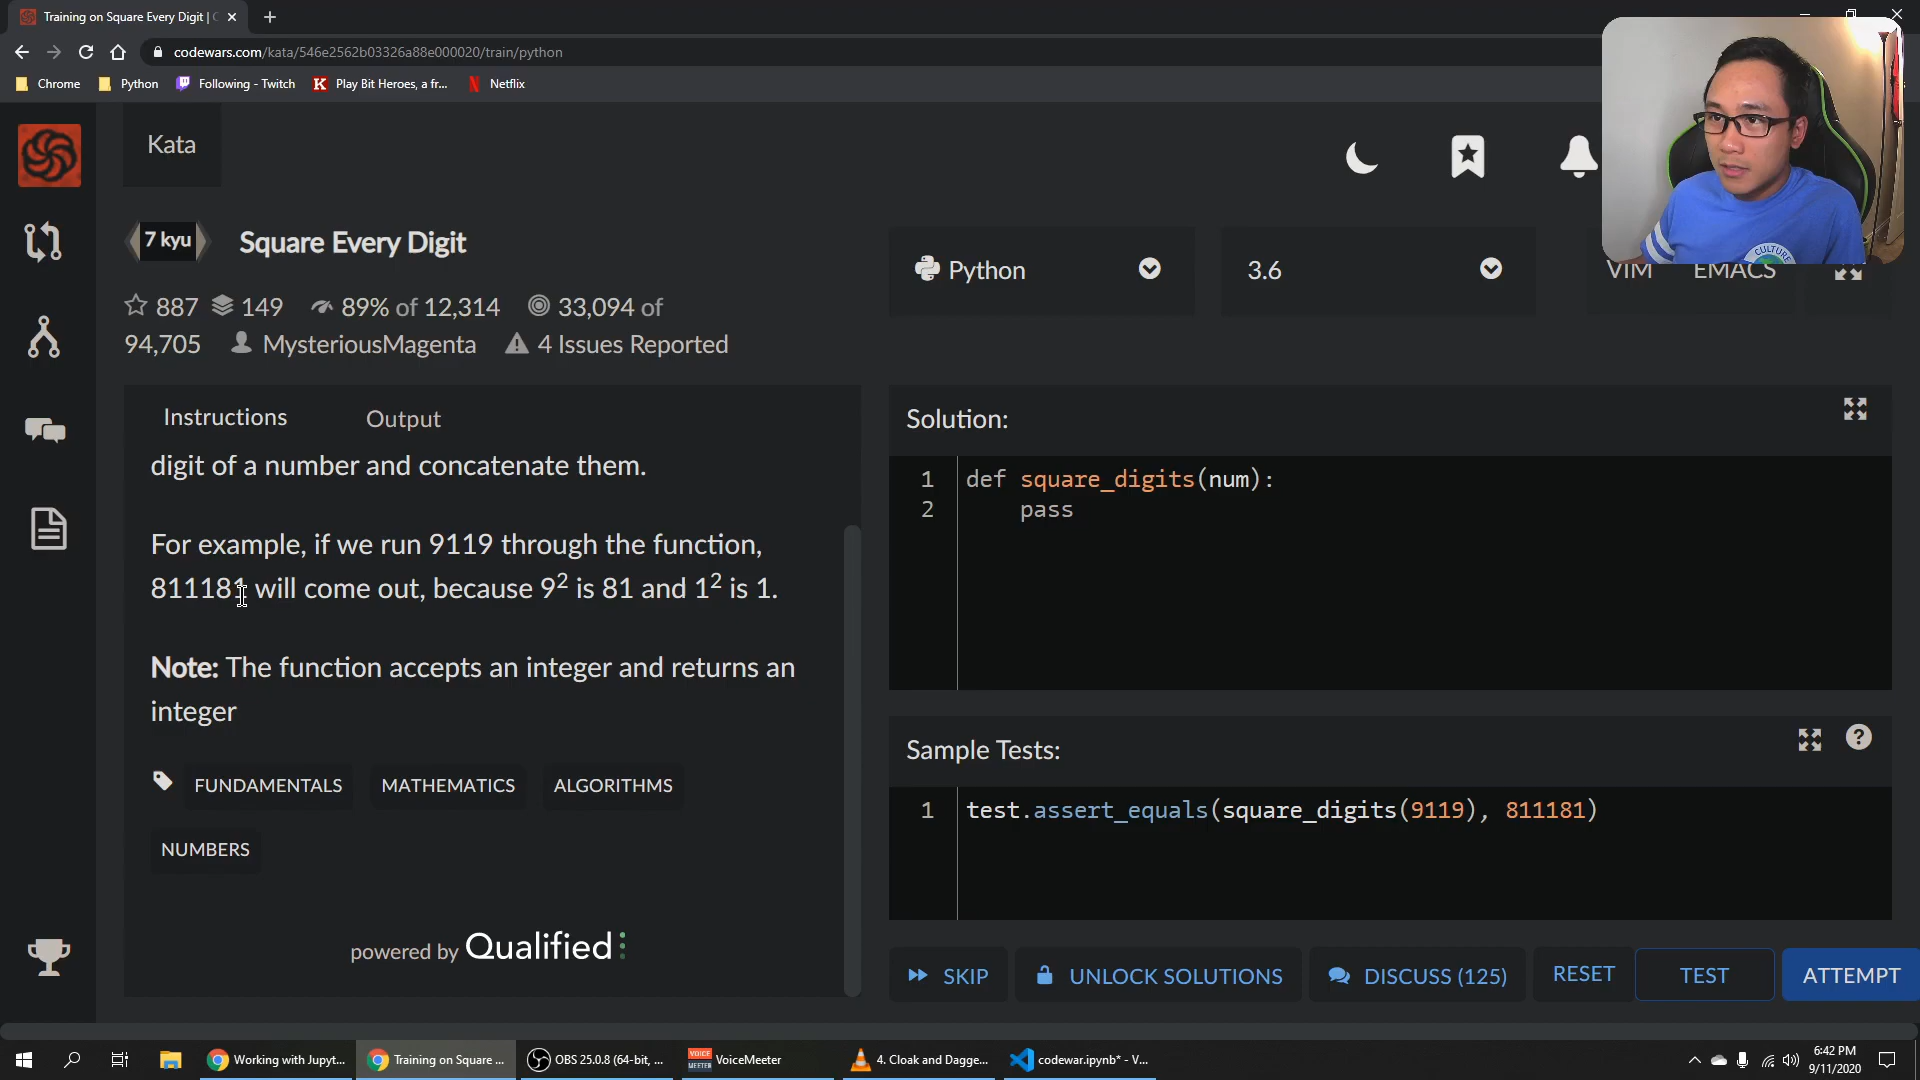 Training on Square Every Digit |
codewars.com/kata/546e2562b03326a88e000020/train/python
Chrome
Python
Following - Twitch
K
Play Bit Heroes, a fr...
N
Netflix
Kata
7 kyu
Square Every Digit
887 149 89% of 12,314 33,094 of
94,705 MysteriousMagenta 4 Issues Reported
Python
3.6
VIM
EMACS
CULTURE
Instructions
Output
digit of a number and concatenate them.
For example, if we run 9119 through the function,
811181 will come out, because 9² is 81 and 1² is 1.
Note: The function accepts an integer and returns an
integer
FUNDAMENTALS
MATHEMATICS
ALGORITHMS
NUMBERS
powered by Qualified
Solution:
1 def square_digits(num):
2 pass
Sample Tests:
?
1 test.assert_equals(square_digits(9119), 811181)
SKIP
UNLOCK SOLUTIONS
DISCUSS (125)
RESET
TEST
ATTEMPT
Working with Jupyt...
Training on Square ...
OBS 25.0.8 (64-bit, ...
VOICE
MEETER
VoiceMeeter
4. Cloak and Dagge...
codewar.ipynb* - V...
6:42 PM
9/11/2020